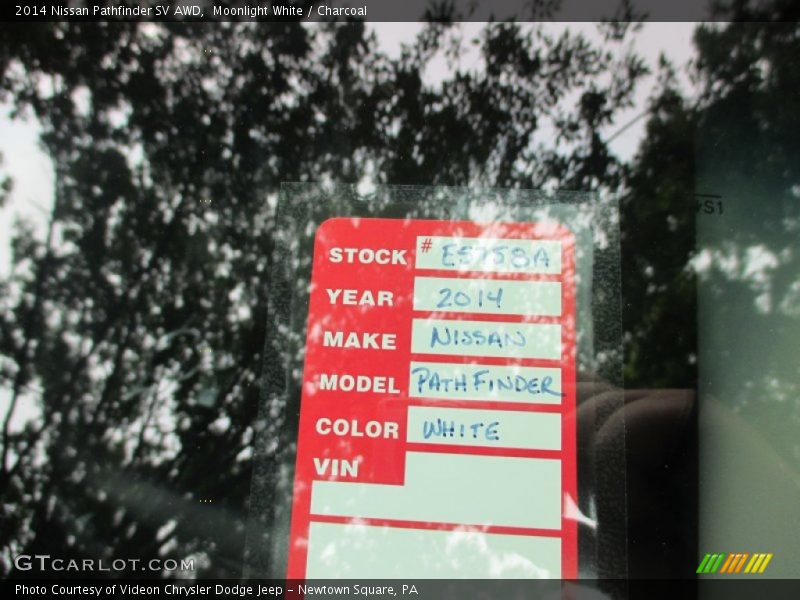 2014 Nissan Pathfinder SV AWD, Moonlight White / Charcoal
STOCK # E5758A
YEAR 2014
MAKE NISSAN
MODEL PATHFINDER
COLOR WHITE
VIN
GTCARLOT.COM
Photo Courtesy of Videon Chrysler Dodge Jeep - Newtown Square, PA